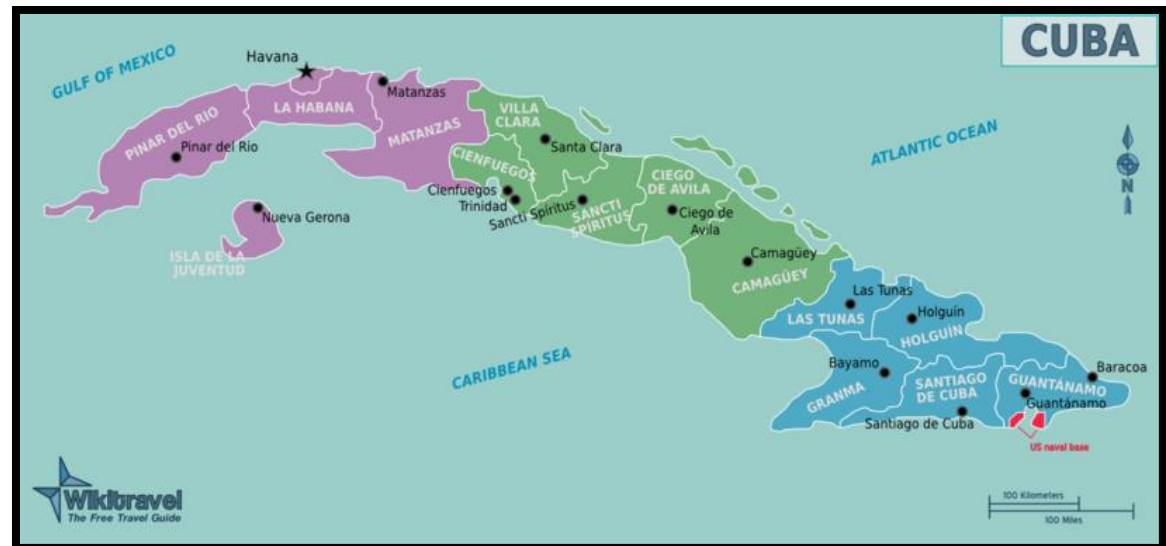 CUBA
GULF OF MEXICO
Havana
Matanzas
LA HABANA
PINAR DEL RIO
MATANZAS
VILLA
CLARA
ATLANTIC OCEAN
Pinar del Río
Santa Clara
CIENFUEGOS
CIEGO
DE AVILA
N
Cienfuegos
Trinidad
Sancti Spíritus
SANCTI
SPÍRITUS
Ciego de
Avila
Nueva Gerona
ISLA DE LA
JUVENTUD
Camagüey
CAMAGÜEY
Las Tunas
LAS TUNAS
Holguín
HOLGUÍN
CARIBBEAN SEA
Bayamo
GRANMA
SANTIAGO
DE CUBA
Baracoa
GUANTÁNAMO
Guantánamo
Santiago de Cuba
US naval base
Wikitravel
The Free Travel Guide
100 Kilometers
100 Miles